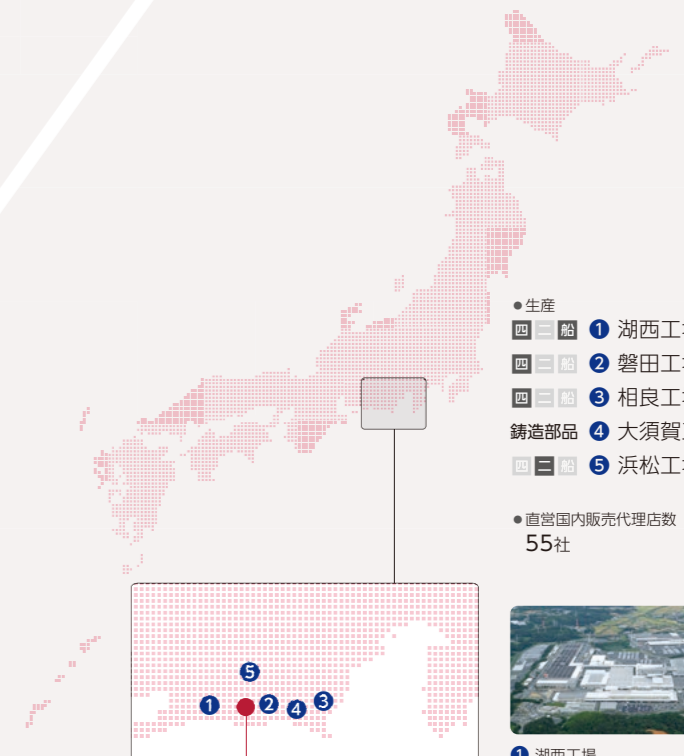 ●生産
四 二 船 ❶ 湖西工
四 二 船 ❷ 磐田工
四 二 船 ❸ 相良工
鋳造部品 ❹ 大須賀
四 二 船 ❺ 浜松工
●直営国内販売代理店数
55社
❺
❶ ❷ ❹ ❸
❶ 湖西工場